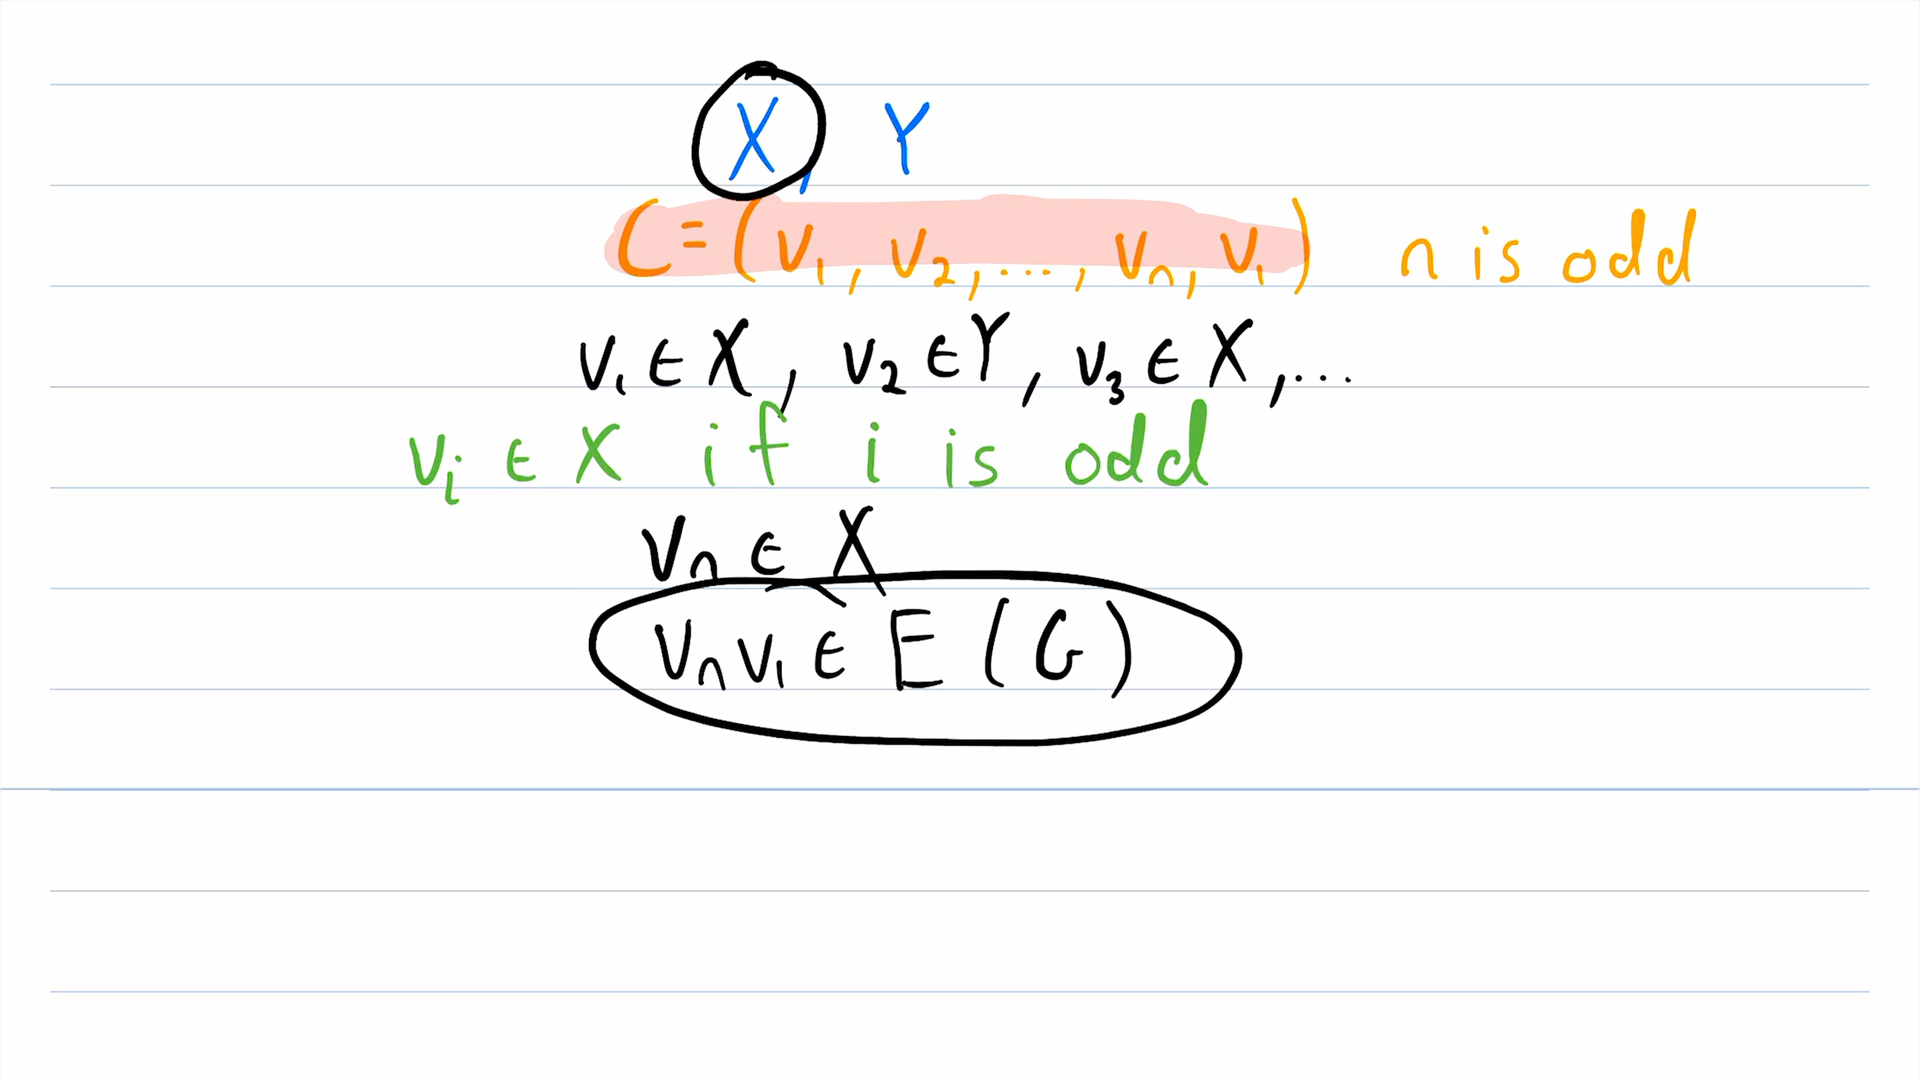 X, Y
C = (v₁, v₂, ..., vₙ, v₁) n is odd
v₁ ∈ X, v₂ ∈ Y, v₃ ∈ X, ...
vᵢ ∈ X if i is odd
vₙ ∈ X
vₙv₁ ∈ E(G)